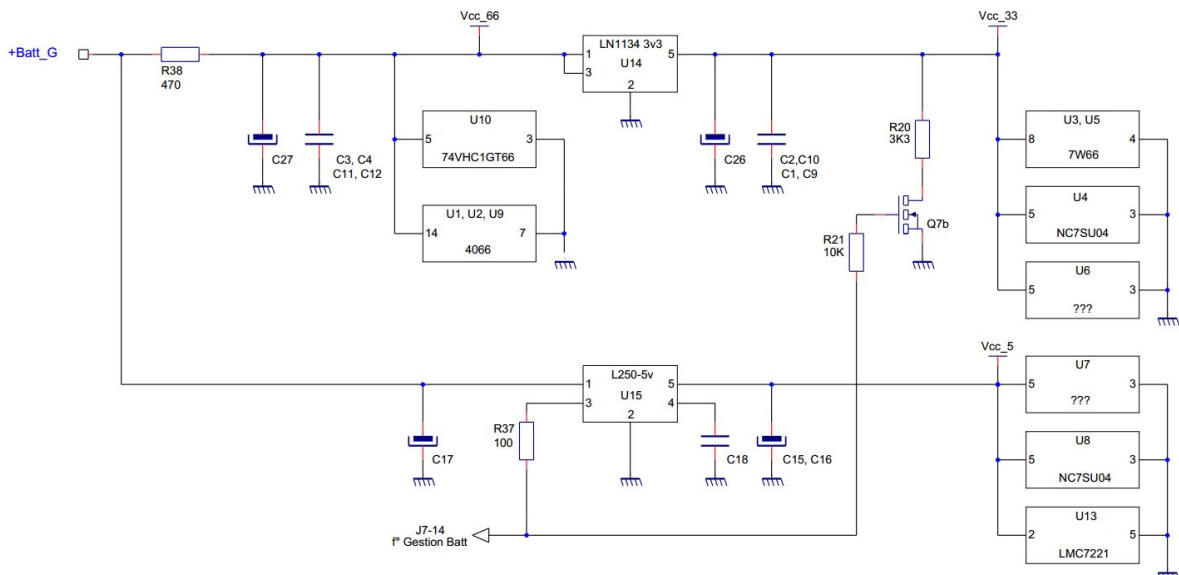 Vcc_66
Vcc_33
+Batt_G
R38
470
LN1134 3v3
U14
1
3
5
2
C27
C3, C4
C11, C12
U10
5
3
74VHC1GT66
U1, U2, U9
14
7
4066
C26
C2,C10
C1, C9
R20
3K3
Q7b
R21
10K
U3, U5
8
4
7W66
U4
5
3
NC7SU04
U6
5
3
???
L250-5v
U15
1
3
5
4
2
Vcc_5
C17
R37
100
C18
C15, C16
U7
5
3
???
U8
5
3
NC7SU04
U13
2
5
LMC7221
J7-14
f° Gestion Batt